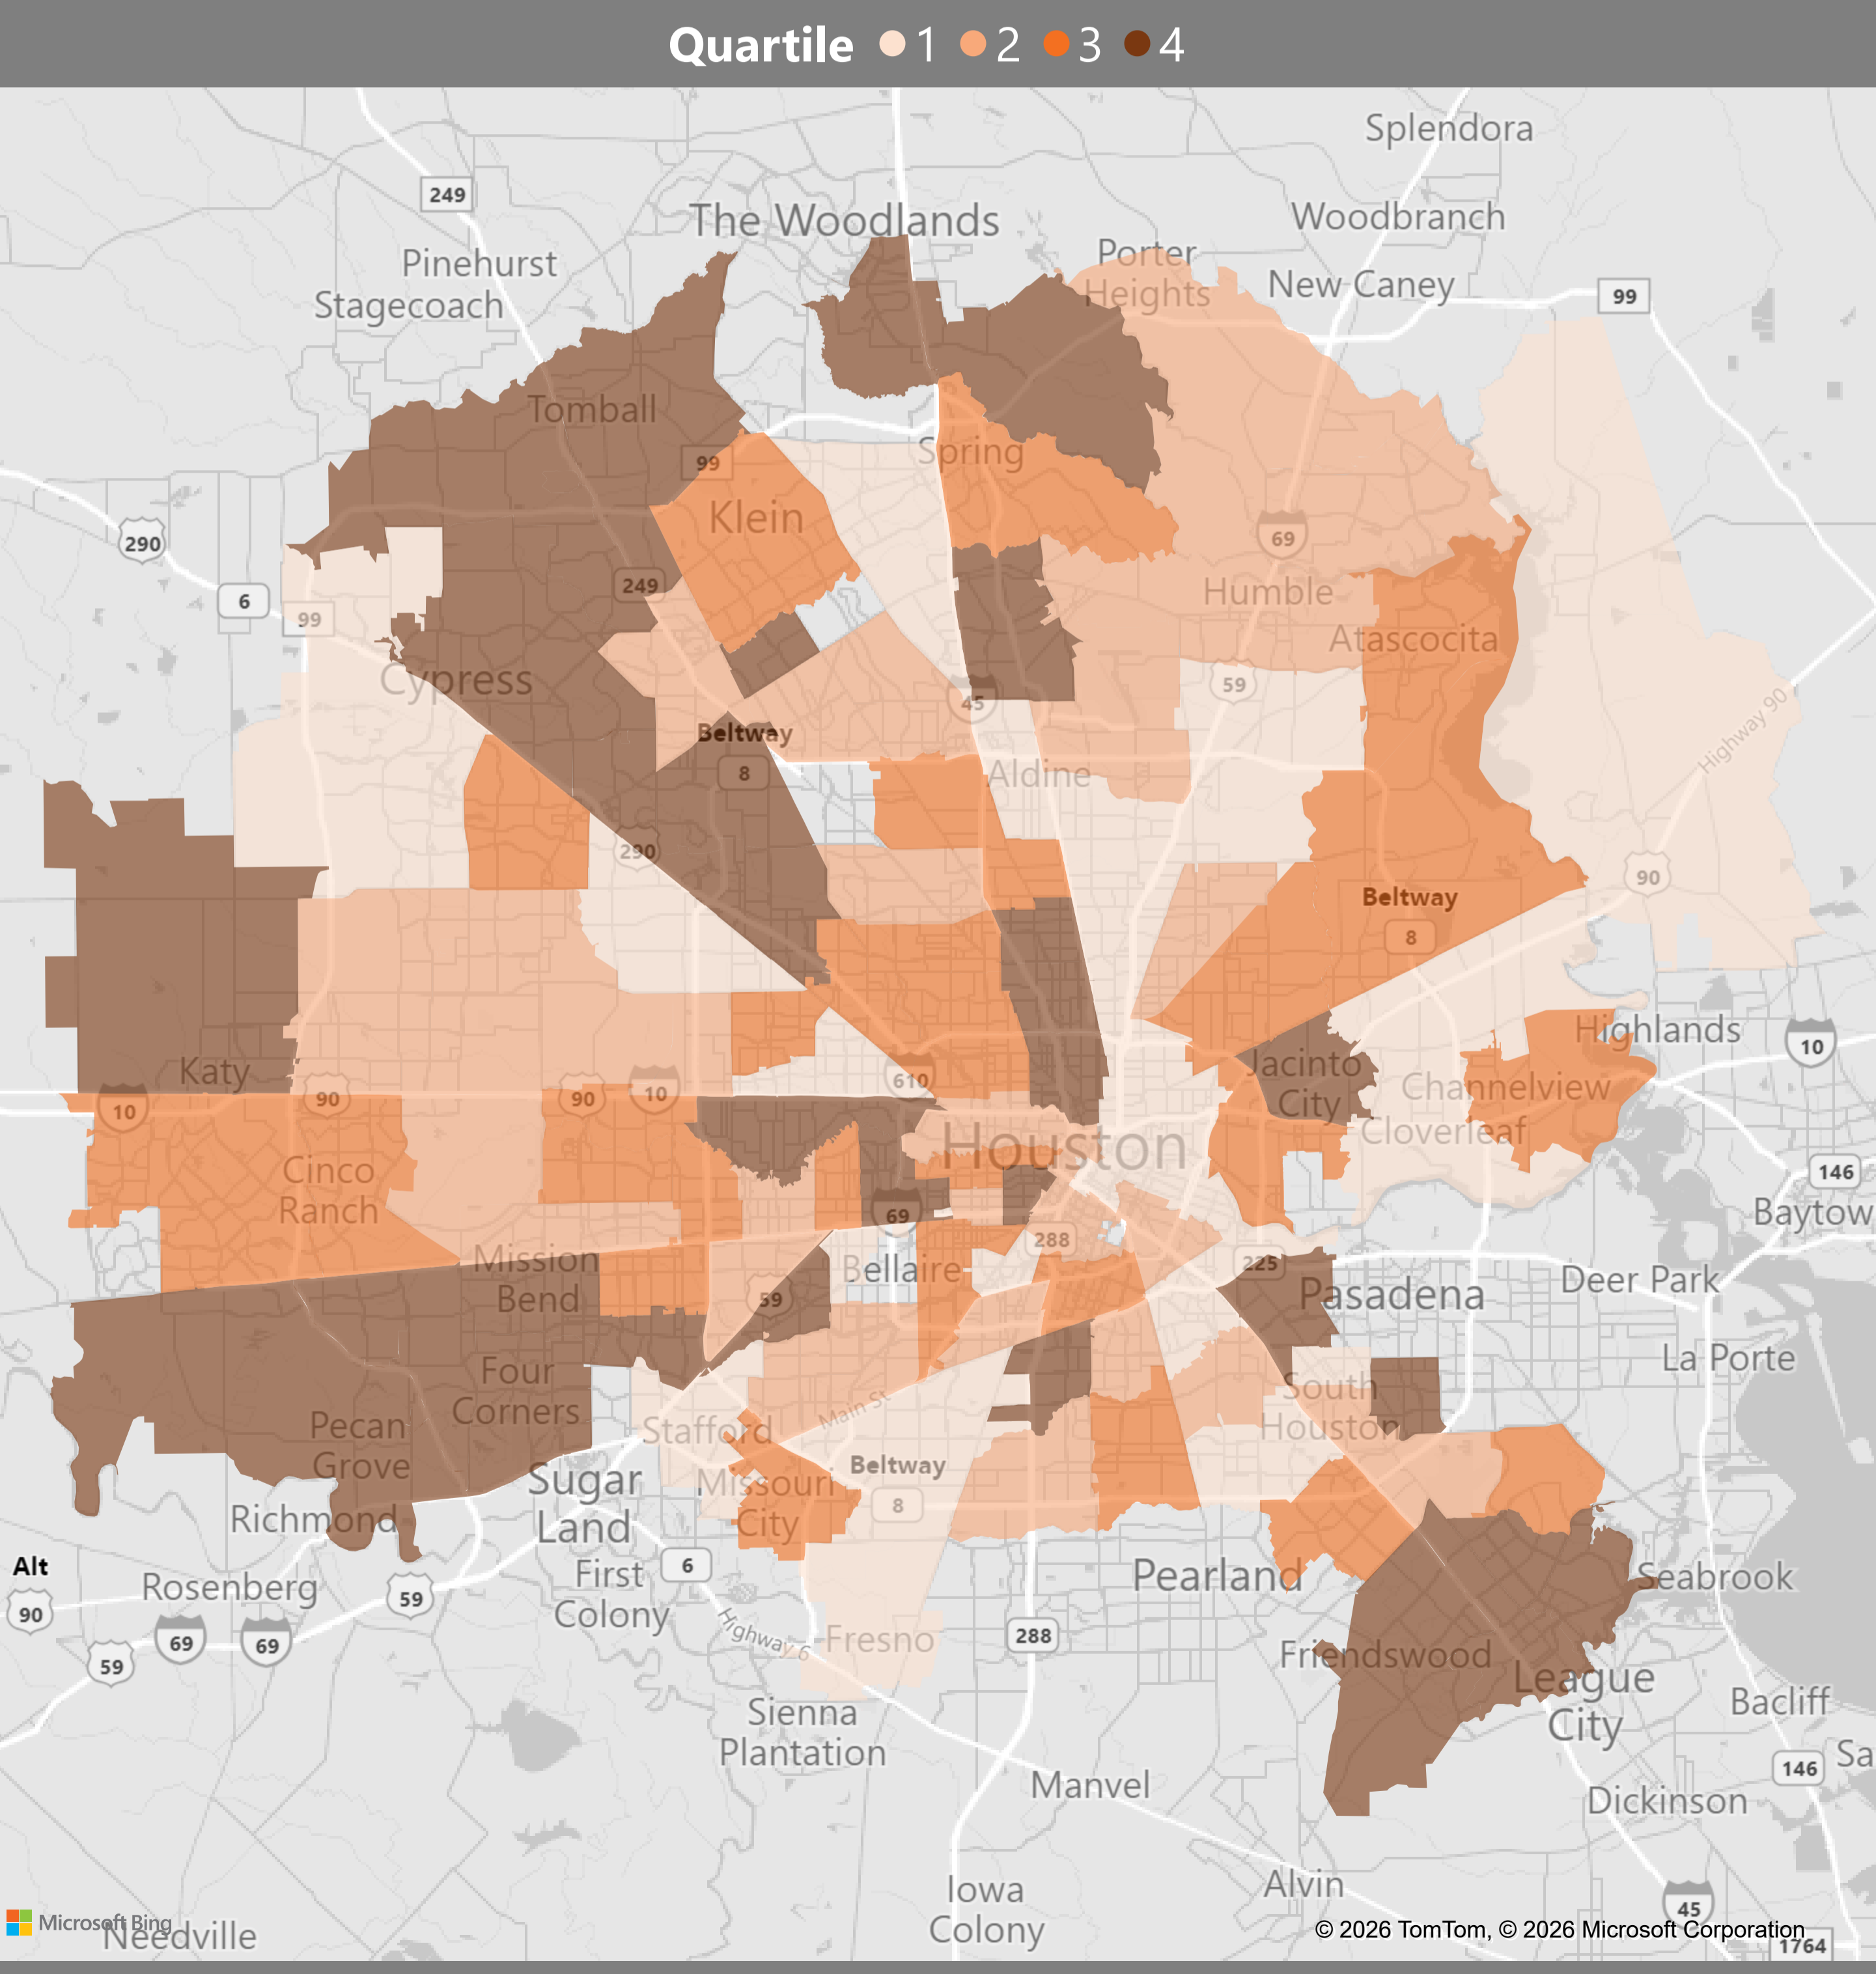 Quartile 1 2 3 4
Splendora
249
The Woodlands
Woodbranch
Pinehurst
Porter
Heights
New Caney
Stagecoach
99
Tomball
Spring
99
Klein
290
69
249
Humble
6
99
Atascocita
Cypress
59
45
Highway 90
Beltway
8
Aldine
290
90
Beltway
8
Highlands
Katy
Jacinto
City
10
610
Channelview
10
90
90
10
Houston
Cloverleaf
Cinco
Ranch
146
69
Baytow
288
Mission
Bend
Bellaire
225
Deer Park
59
Pasadena
Four
Corners
La Porte
South
Houston
Main St
Pecan
Grove
Stafford
Beltway
8
Missouri
City
Sugar
Land
Richmond
Alt
90
Rosenberg
59
6
First
Colony
Pearland
Seabrook
69
69
Highway 6
Fresno
288
59
Friendswood
League
City
Sienna
Plantation
Bacliff
Manvel
146
Sa
Dickinson
Alvin
Iowa
Colony
45
Microsoft Bing
Needville
© 2026 TomTom, © 2026 Microsoft Corporation
1764